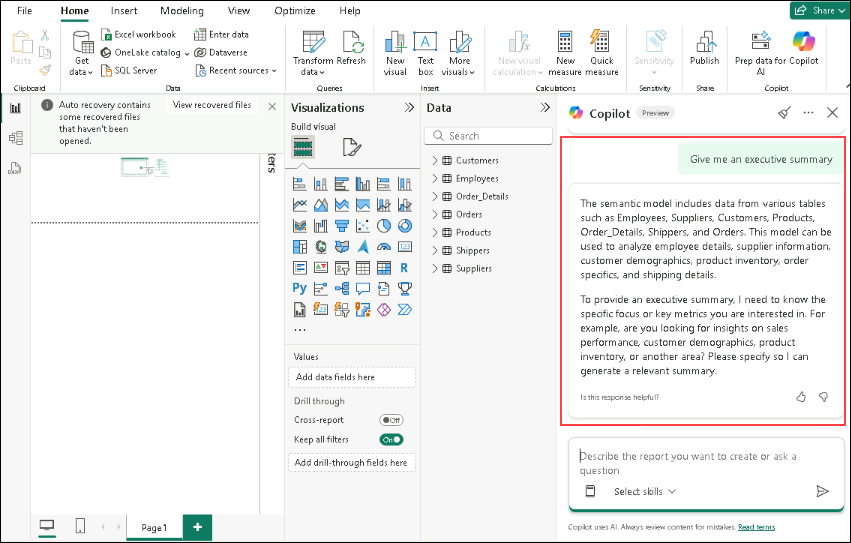 File Home Insert Modeling View Optimize Help Share
Paste
Get data
Excel workbook
OneLake catalog
SQL Server
Enter data
Dataverse
Recent sources
Transform data
Refresh
New visual
Text box
More visuals
New visual calculation
New measure
Quick measure
Sensitivity
Publish
Prep data for AI
Copilot
Clipboard Data Queries Insert Calculations Sensitivity Share Copilot
Auto recovery contains
some recovered files
that haven't been
opened.
View recovered files
DAX
Page 1
Visualizations
Build visual
123
R
Py
123
Values
Add data fields here
Drill through
Cross-report Off
Keep all filters On
Add drill-through fields here
Data
Search
Customers
Employees
Order_Details
Orders
Products
Shippers
Suppliers
Copilot Preview
Give me an executive summary
The semantic model includes data from various tables
such as Employees, Suppliers, Customers, Products,
Order_Details, Shippers, and Orders. This model can be
used to analyze employee details, supplier information,
customer demographics, product inventory, order
specifics, and shipping details.
To provide an executive summary, I need to know the
specific focus or key metrics you are interested in. For
example, are you looking for insights on sales
performance, customer demographics, product
inventory, or another area? Please specify so I can
generate a relevant summary.
Is this response helpful?
Describe the report you want to create or ask a
question
Select skills
Copilot uses AI. Always review content for mistakes. Read terms